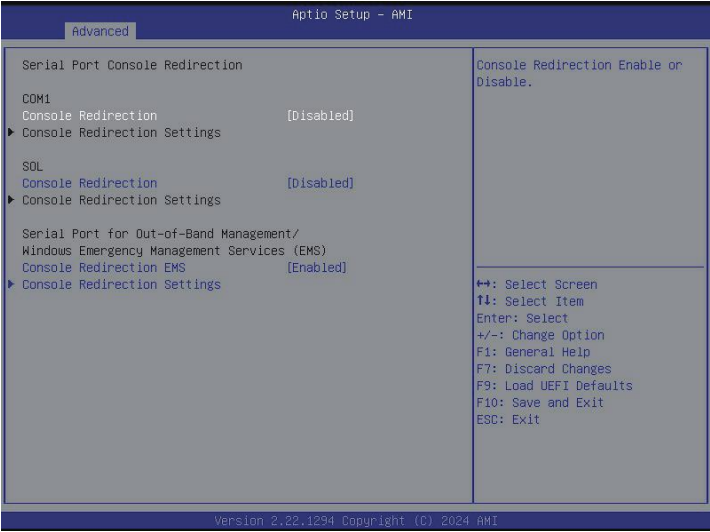 Aptio Setup – AMI
Advanced
Serial Port Console Redirection
COM1
Console Redirection [Disabled]
Console Redirection Settings
SOL
Console Redirection [Disabled]
Console Redirection Settings
Serial Port for Out-of-Band Management/
Windows Emergency Management Services (EMS)
Console Redirection EMS [Enabled]
Console Redirection Settings
Console Redirection Enable or
Disable.
↔: Select Screen
↑↓: Select Item
Enter: Select
+/-: Change Option
F1: General Help
F7: Discard Changes
F9: Load UEFI Defaults
F10: Save and Exit
ESC: Exit
Version 2.22.1294 Copyright (C) 2024 AMI